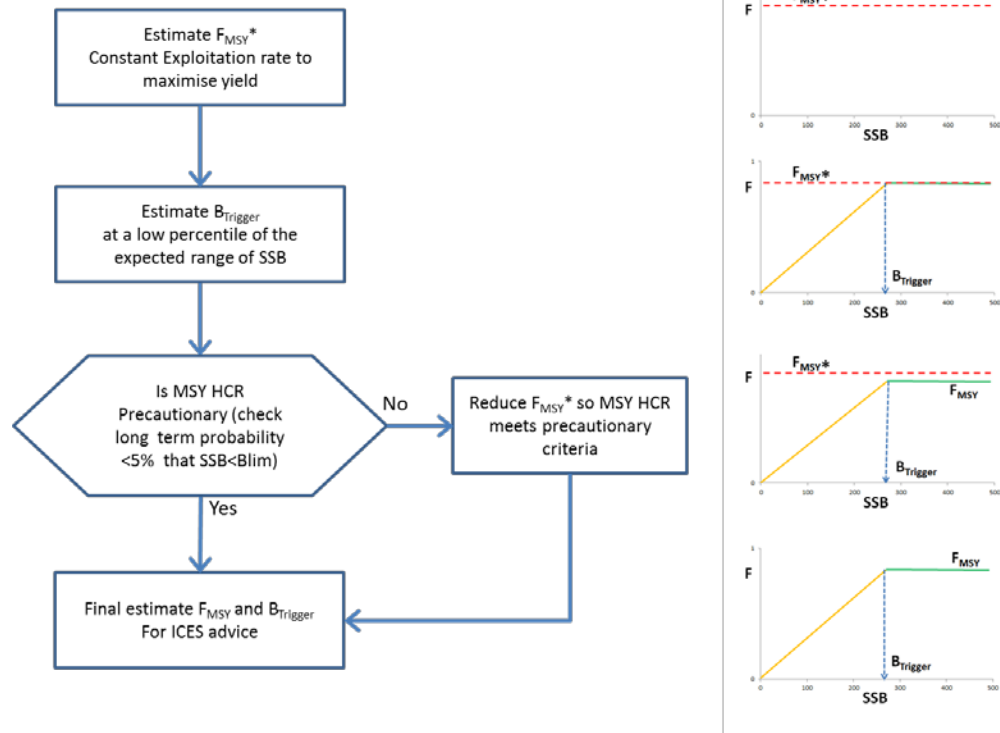 Estimate FMSY*
Constant Exploitation rate to
maximise yield
Estimate BTrigger
at a low percentile of the
expected range of SSB
Is MSY HCR
Precautionary (check
long term probability
<5% that SSB<Blim)
No
Reduce FMSY* so MSY HCR
meets precautionary
criteria
Yes
Final estimate FMSY and BTrigger
For ICES advice
F
0
0 100 200 300 400 500
SSB
1
F
FMSY*
BTrigger
0
0 100 200 300 400 500
SSB
F
FMSY*
FMSY
BTrigger
0
0 100 200 300 400 500
SSB
1
F
FMSY
BTrigger
0
0 100 200 300 400 500
SSB